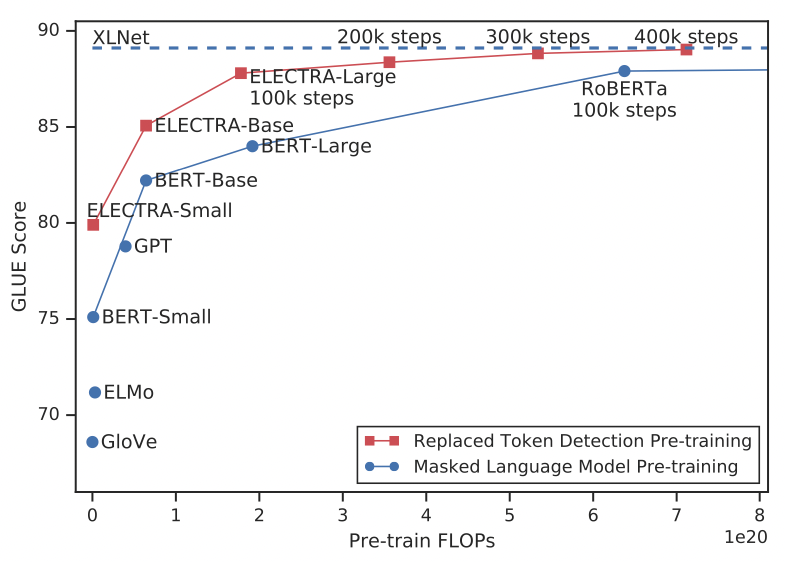 XLNet
200k steps
300k steps
400k steps
ELECTRA-Large
100k steps
RoBERTa
100k steps
ELECTRA-Base
BERT-Large
BERT-Base
ELECTRA-Small
GPT
BERT-Small
ELMo
GloVe
Replaced Token Detection Pre-training
Masked Language Model Pre-training
GLUE Score
90
85
80
75
70
0 1 2 3 4 5 6 7 8
1e20
Pre-train FLOPs